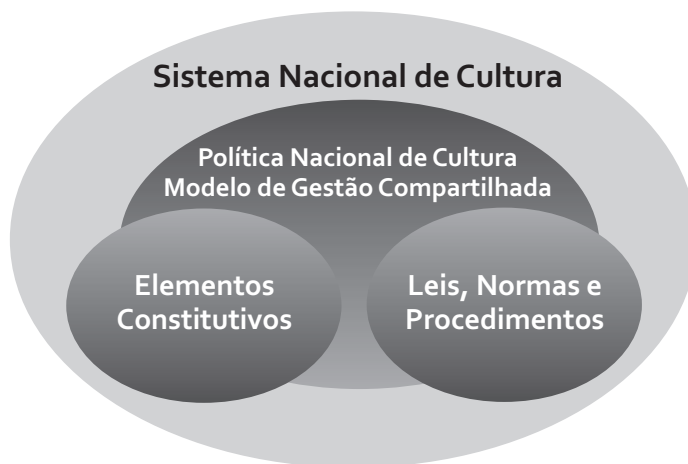 Sistema Nacional de Cultura
Política Nacional de Cultura
Modelo de Gestão Compartilhada
Elementos
Constitutivos
Leis, Normas e
Procedimentos